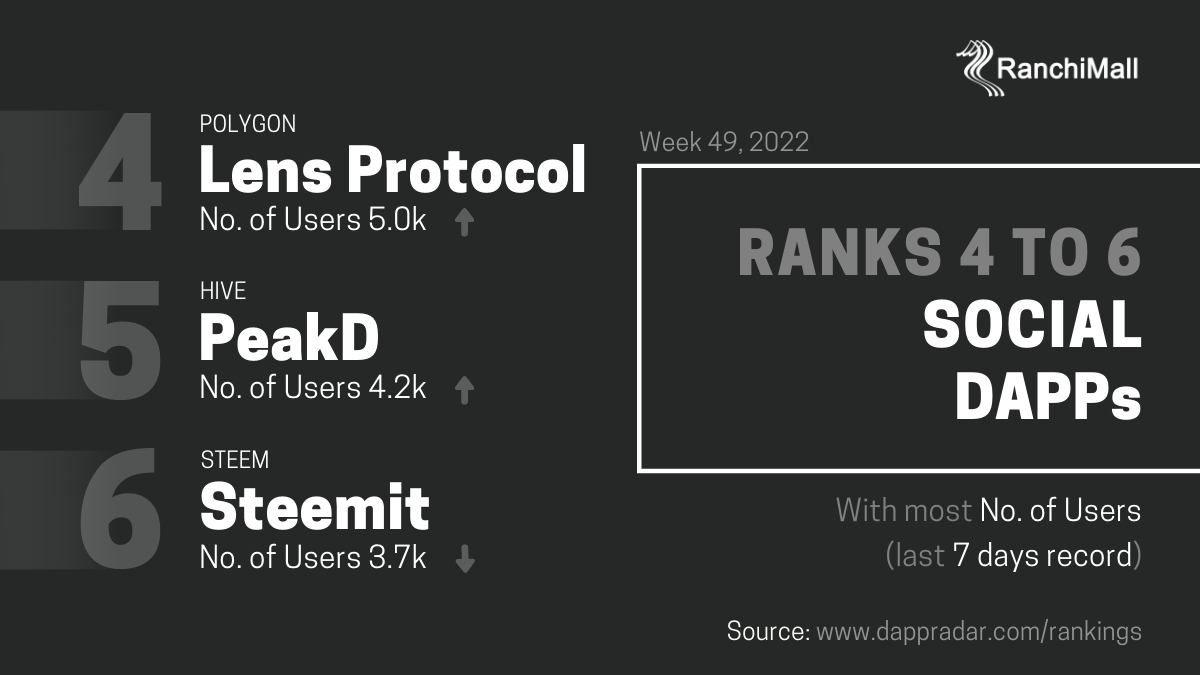 RanchiMall
4
POLYGON
Lens Protocol
No. of Users 5.0k
5
HIVE
PeakD
No. of Users 4.2k
6
STEEM
Steemit
No. of Users 3.7k
Week 49, 2022
RANKS 4 TO 6
SOCIAL
DAPPs
With most No. of Users
(last 7 days record)
Source: www.dappradar.com/rankings